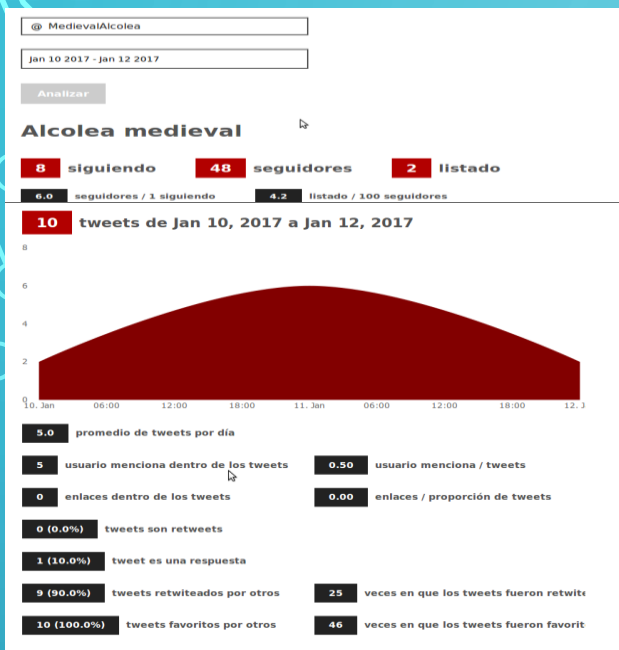 @ MedievalAlcolea
Jan 10 2017 - Jan 12 2017
Analizar
Alcolea medieval
8 siguiendo 48 seguidores 2 listado
6.0 seguidores / 1 siguiendo 4.2 listado / 100 seguidores
10 tweets de Jan 10, 2017 a Jan 12, 2017
8
6
4
2
0
10. Jan 06:00 12:00 18:00 11. Jan 06:00 12:00 18:00 12. J
5.0 promedio de tweets por día
5 usuario menciona dentro de los tweets 0.50 usuario menciona / tweets
0 enlaces dentro de los tweets 0.00 enlaces / proporción de tweets
0 (0.0%) tweets son retweets
1 (10.0%) tweet es una respuesta
9 (90.0%) tweets retwiteados por otros 25 veces en que los tweets fueron retwite
10 (100.0%) tweets favoritos por otros 46 veces en que los tweets fueron favorit